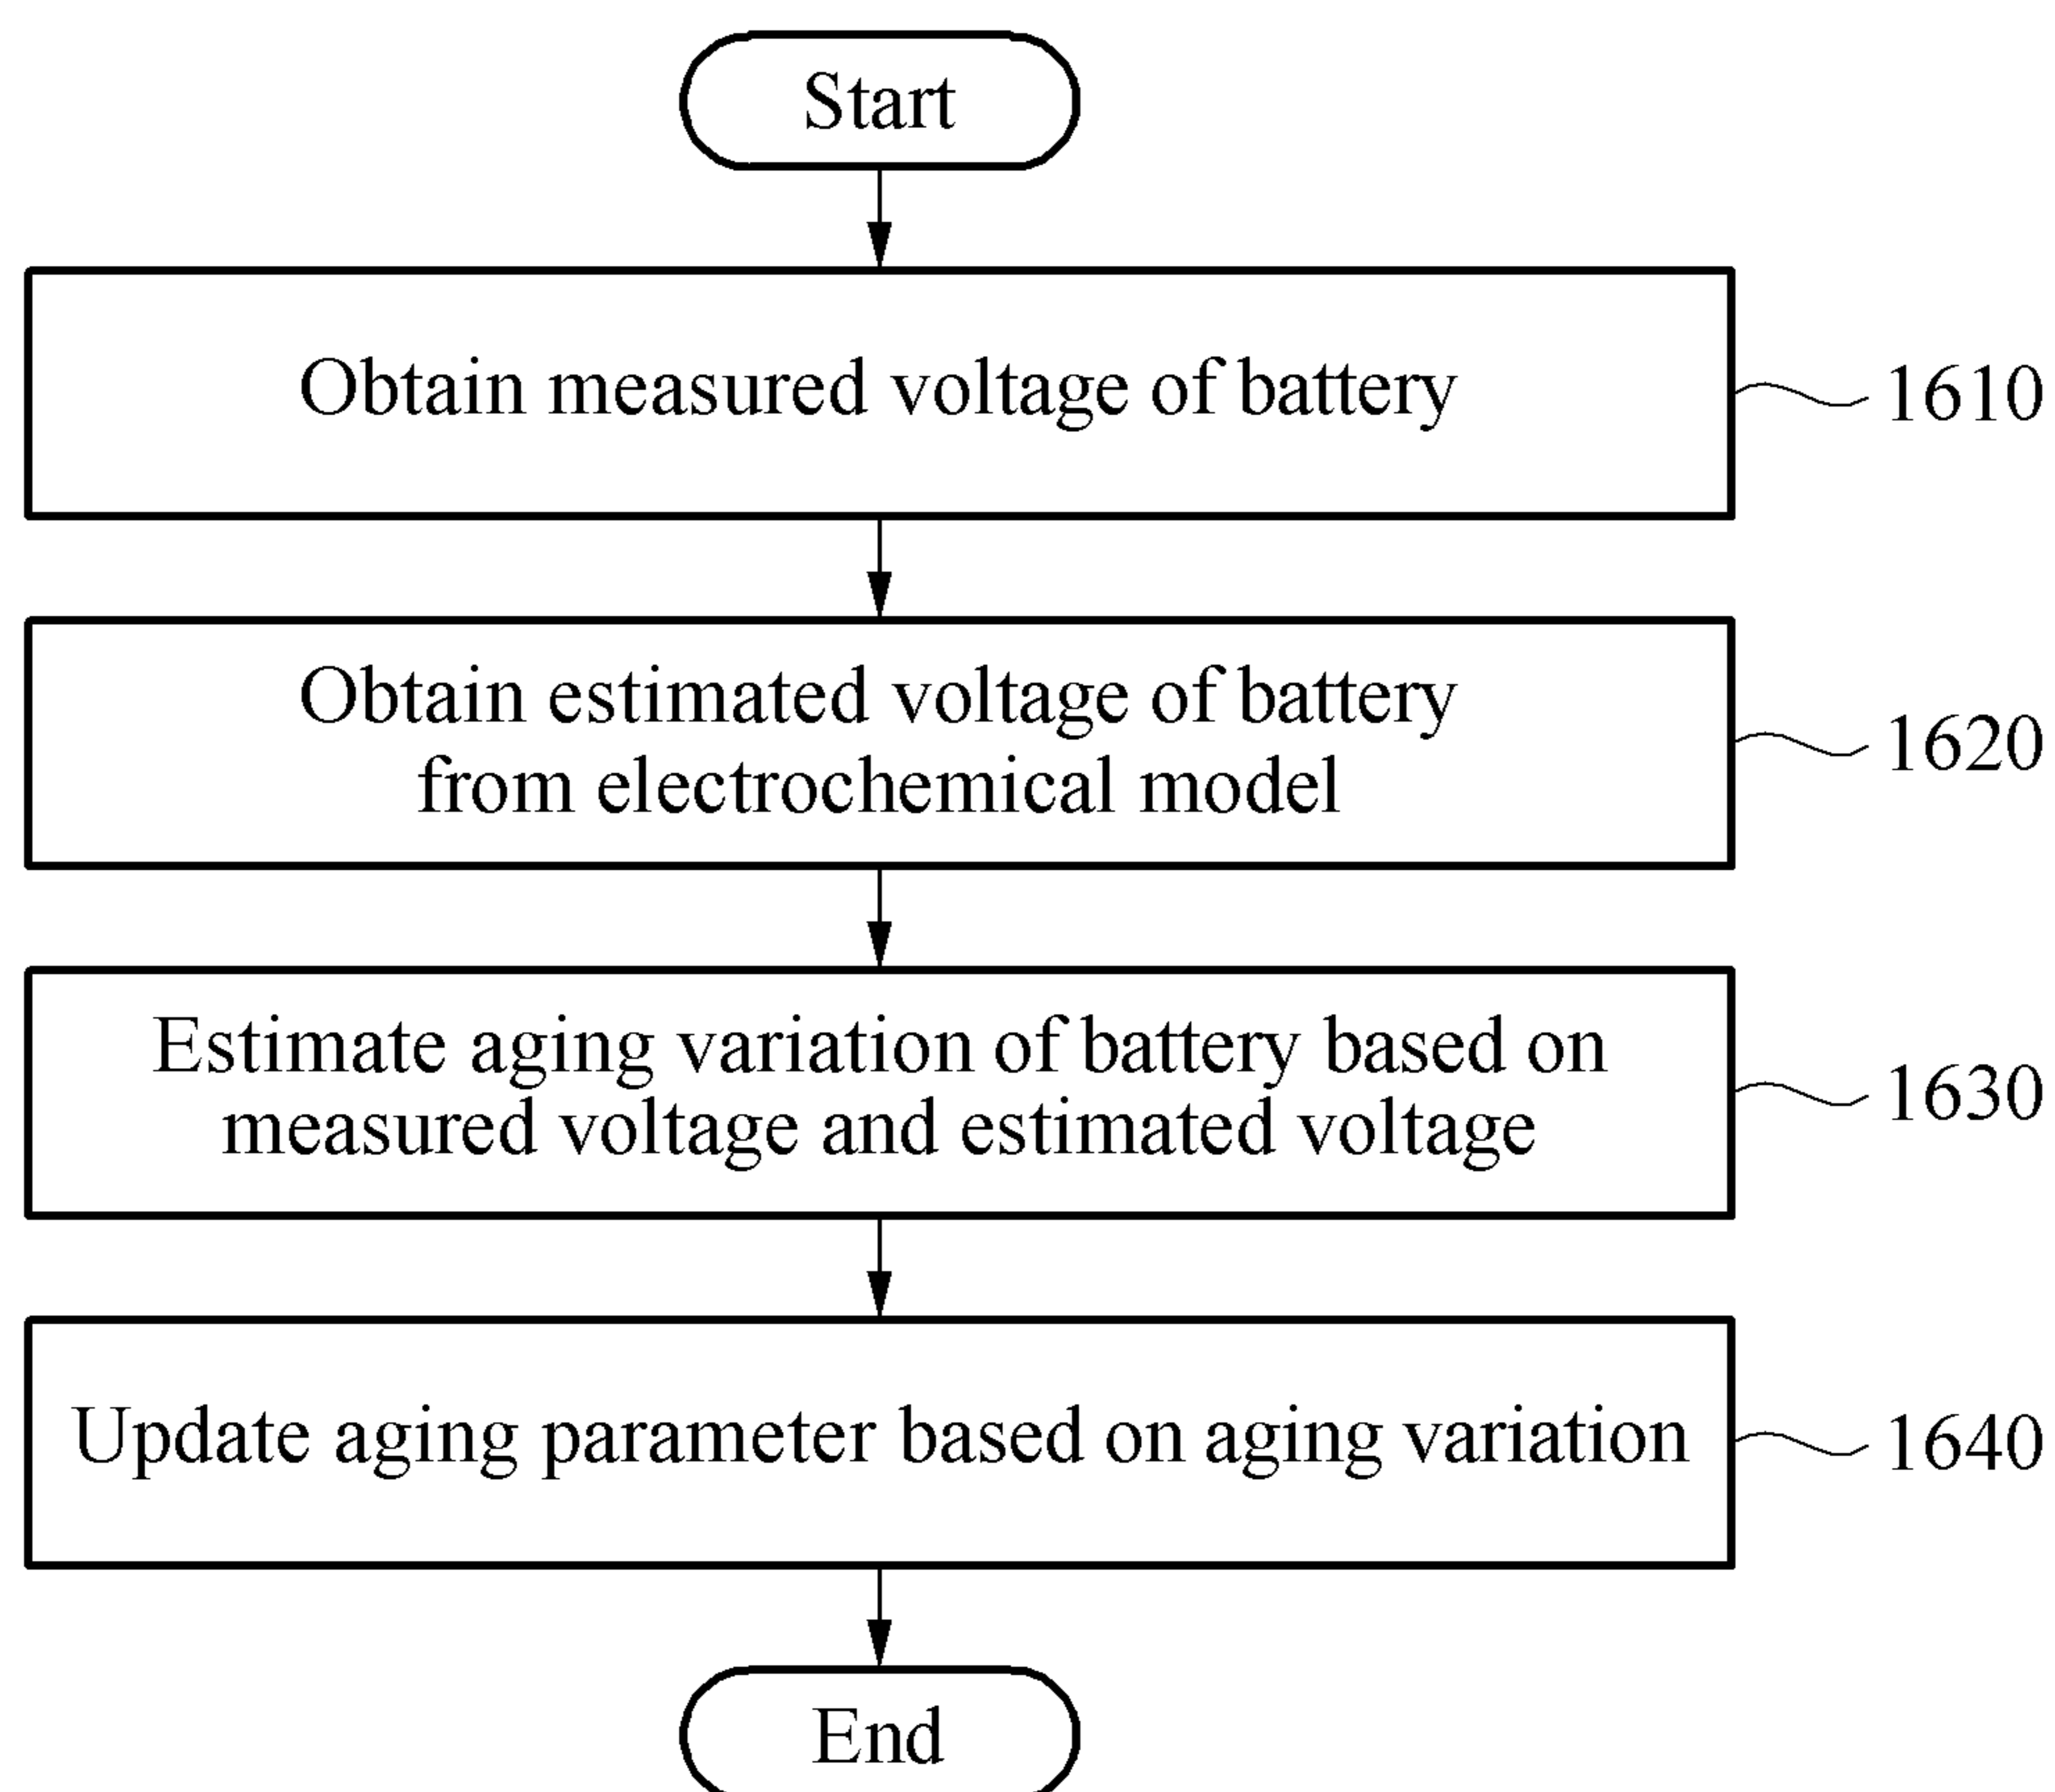 Start
Obtain measured voltage of battery
1610
Obtain estimated voltage of battery
from electrochemical model
1620
Estimate aging variation of battery based on
measured voltage and estimated voltage
1630
Update aging parameter based on aging variation
1640
End